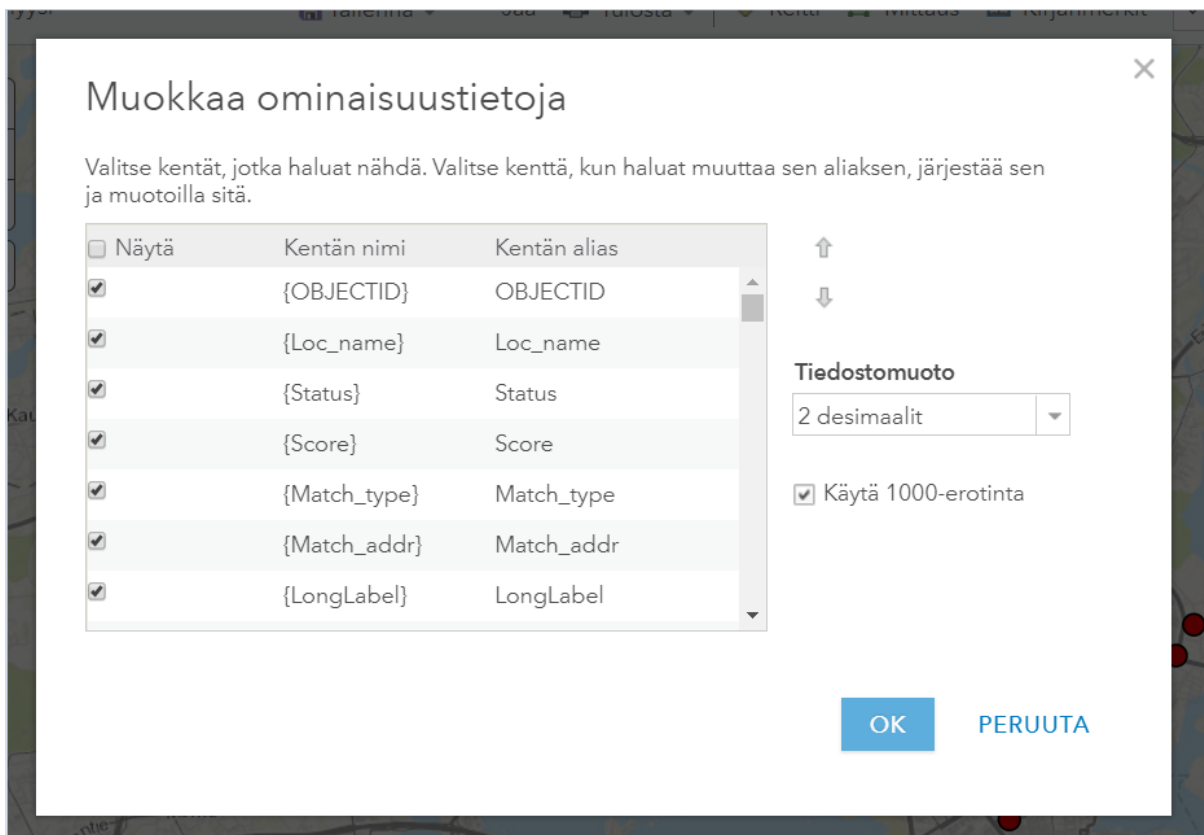 Tallenna
Jaa
Tulosta
Reitti
Mittaus
Kirjanmerkit
Muokkaa ominaisuustietoja
Valitse kentät, jotka haluat nähdä. Valitse kenttä, kun haluat muuttaa sen aliaksen, järjestää sen
ja muotoilla sitä.
Näytä Kentän nimi Kentän alias
{OBJECTID} OBJECTID
{Loc_name} Loc_name
{Status} Status
{Score} Score
{Match_type} Match_type
{Match_addr} Match_addr
{LongLabel} LongLabel
Tiedostomuoto
2 desimaalit
Käytä 1000-erotinta
OK PERUUTA